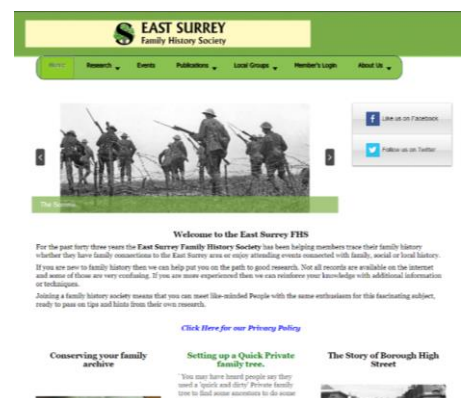 EAST SURREY
Family History Society
Home Research Events Publications Local Groups Member's Login About Us
Like us on Facebook
Follow us on Twitter
The Somme
Welcome to the East Surrey FHS
For the past forty three years the East Surrey Family History Society has been helping members trace their family history
whether they have family connections to the East Surrey area or enjoy attending events connected with family, social or local history.
If you are new to family history then we can help put you on the path to good research. Not all records are available on the internet
and some of those are very confusing. If you are more experienced then we can reinforce your knowledge with additional information
or techniques.
Joining a family history society means that you can meet like-minded People with the same enthusiasm for this fascinating subject,
ready to pass on tips and hints from their own research.
Click Here for our Privacy Policy
Conserving your family
archive
Setting up a Quick Private
family tree.
"You may have heard people say they
used a 'quick and dirty' Private family
tree to find some ancestors to do some
The Story of Borough High
Street